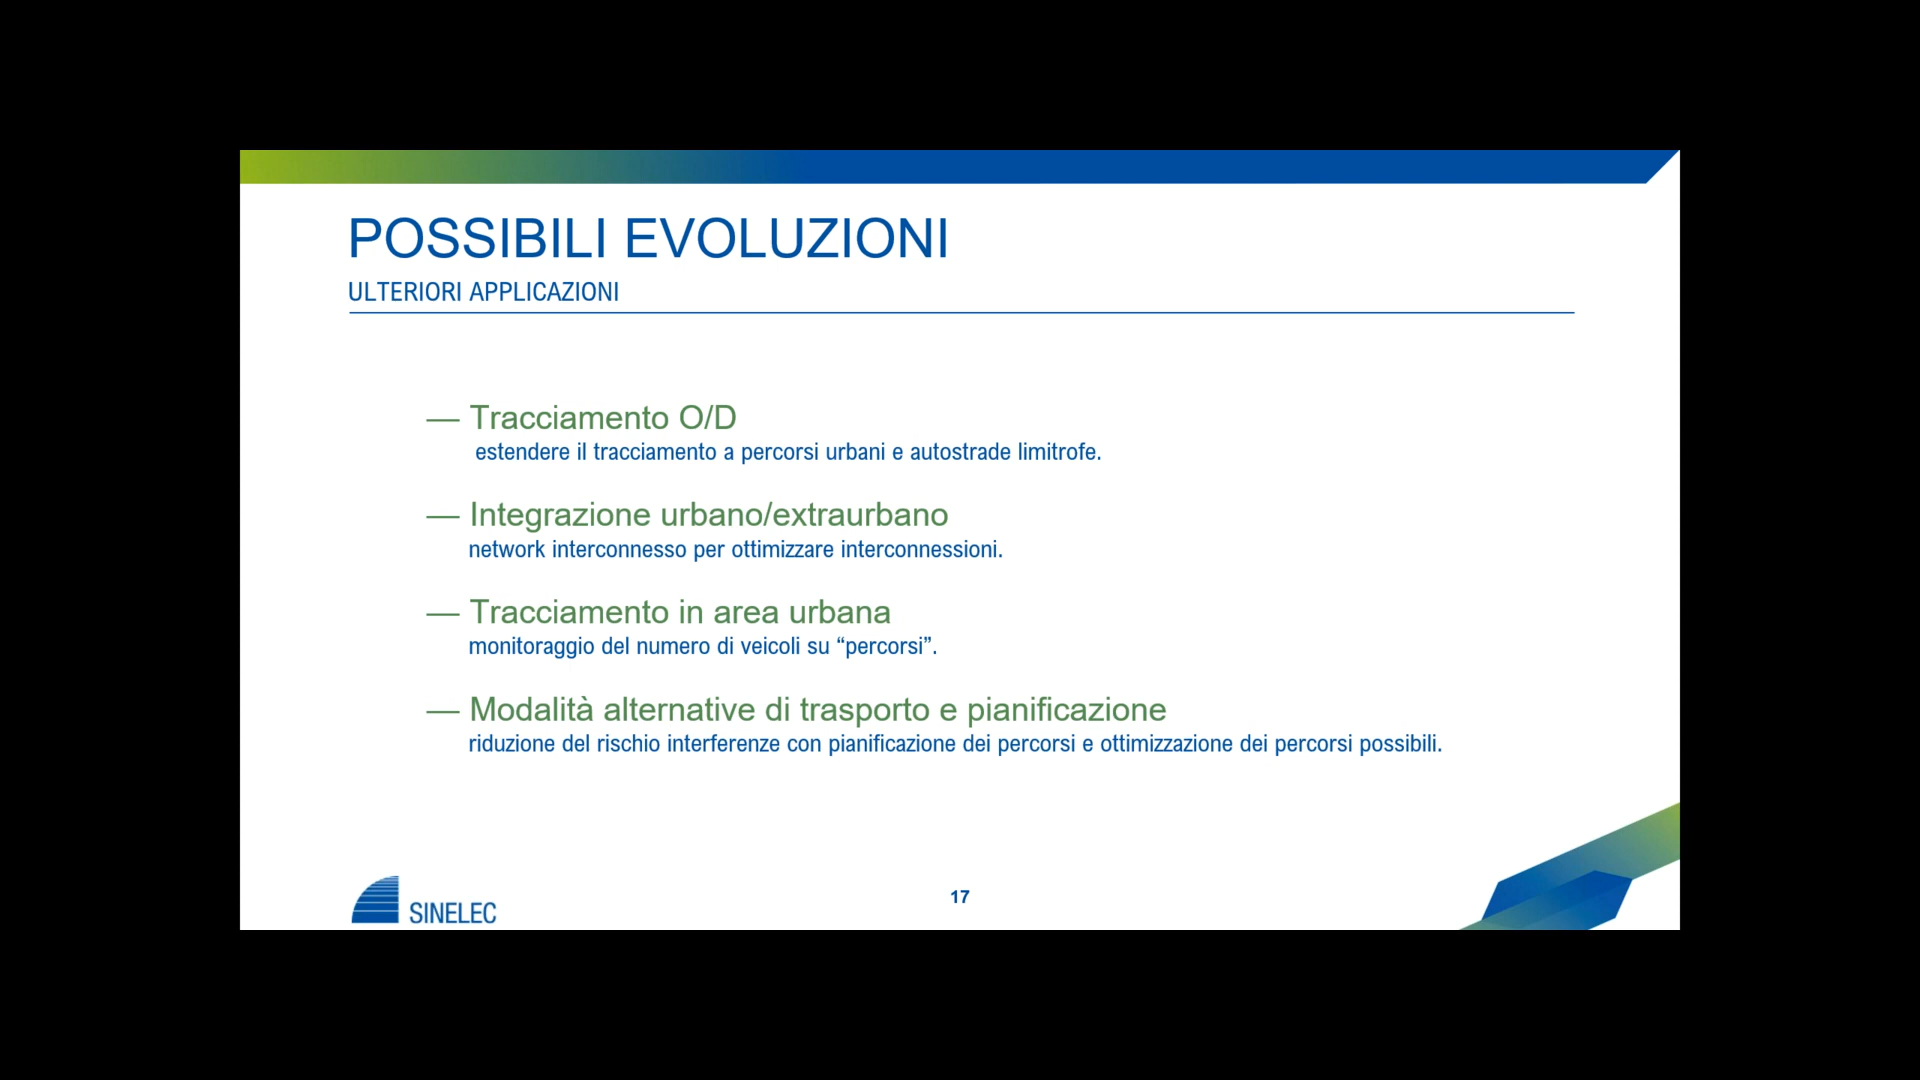 POSSIBILI EVOLUZIONI
ULTERIORI APPLICAZIONI
— Tracciamento O/D
estendere il tracciamento a percorsi urbani e autostrade limitrofe.
— Integrazione urbano/extraurbano
network interconnesso per ottimizzare interconnessioni.
— Tracciamento in area urbana
monitoraggio del numero di veicoli su “percorsi”.
— Modalità alternative di trasporto e pianificazione
riduzione del rischio interferenze con pianificazione dei percorsi e ottimizzazione dei percorsi possibili.
SINELEC
17